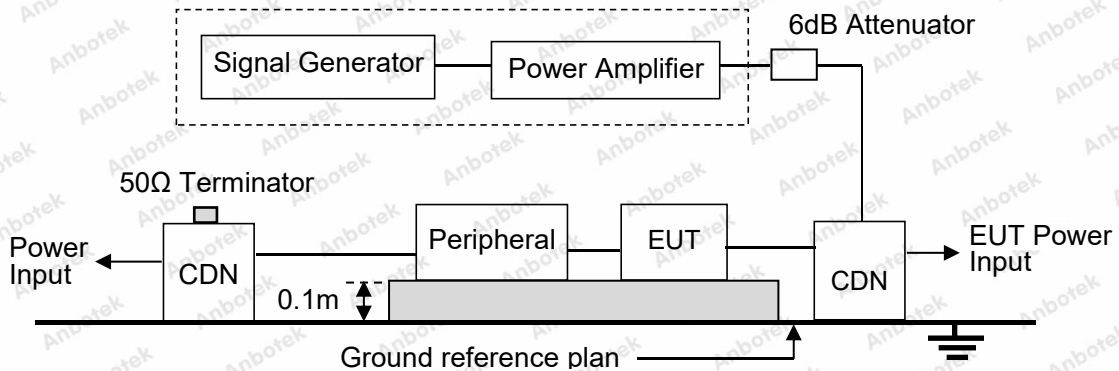 6dB Attenuator
Signal Generator
Power Amplifier
50Ω Terminator
Power
Input
CDN
Peripheral
EUT
CDN
EUT Power
Input
0.1m
Ground reference plan
Anbotek